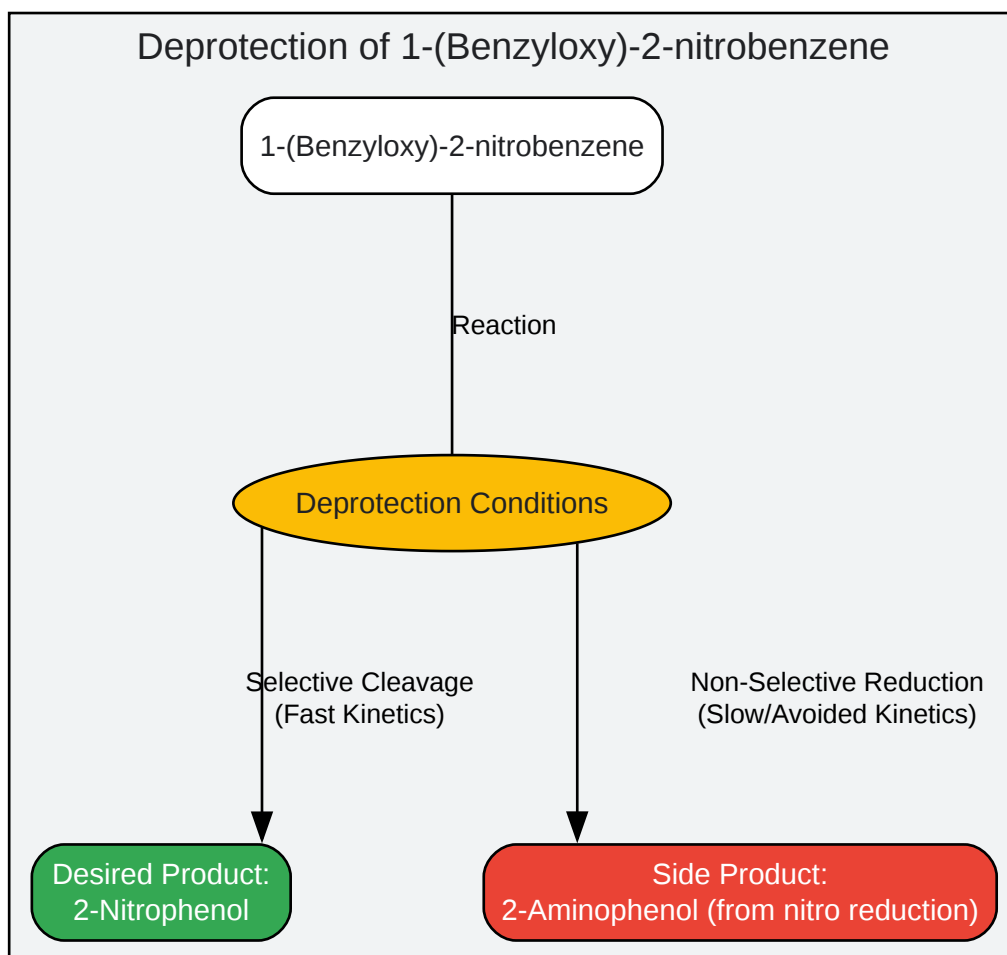 Deprotection of 1-(Benzyloxy)-2-nitrobenzene
1-(Benzyloxy)-2-nitrobenzene
Reaction
Deprotection Conditions
Selective Cleavage
(Fast Kinetics)
Non-Selective Reduction
(Slow/Avoided Kinetics)
Desired Product:
2-Nitrophenol
Side Product:
2-Aminophenol (from nitro reduction)